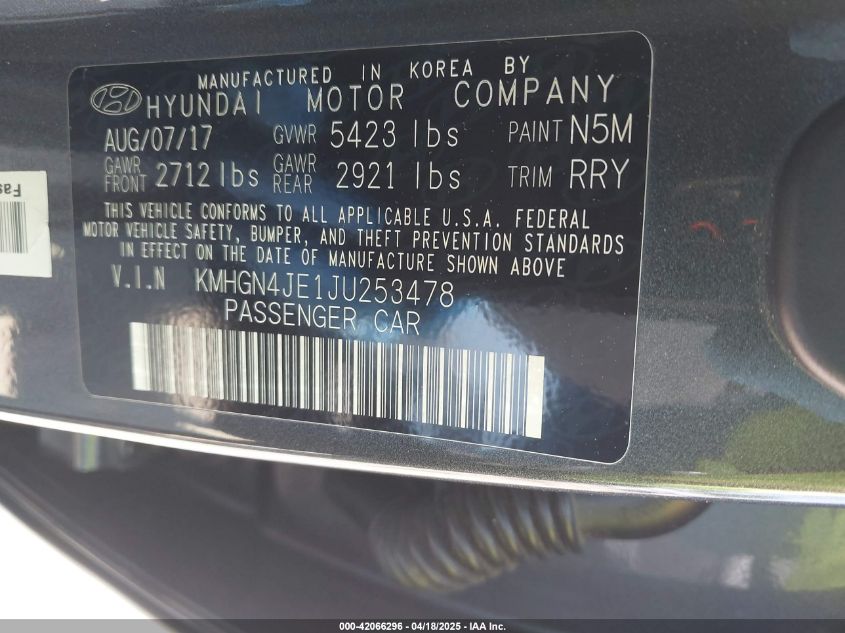 MANUFACTURED IN KOREA BY
HYUNDAI MOTOR COMPANY
AUG/07/17 GVWR 5423 lbs PAINT N5M
GAWR FRONT 2712 lbs GAWR REAR 2921 lbs TRIM RRY
THIS VEHICLE CONFORMS TO ALL APPLICABLE U.S.A. FEDERAL
MOTOR VEHICLE SAFETY, BUMPER, AND THEFT PREVENTION STANDARDS
IN EFFECT ON THE DATE OF MANUFACTURE SHOWN ABOVE
V.I.N KMHGN4JE1JU253478
PASSENGER CAR
Fas
000-42066296 - 04/18/2025 - IAA Inc.